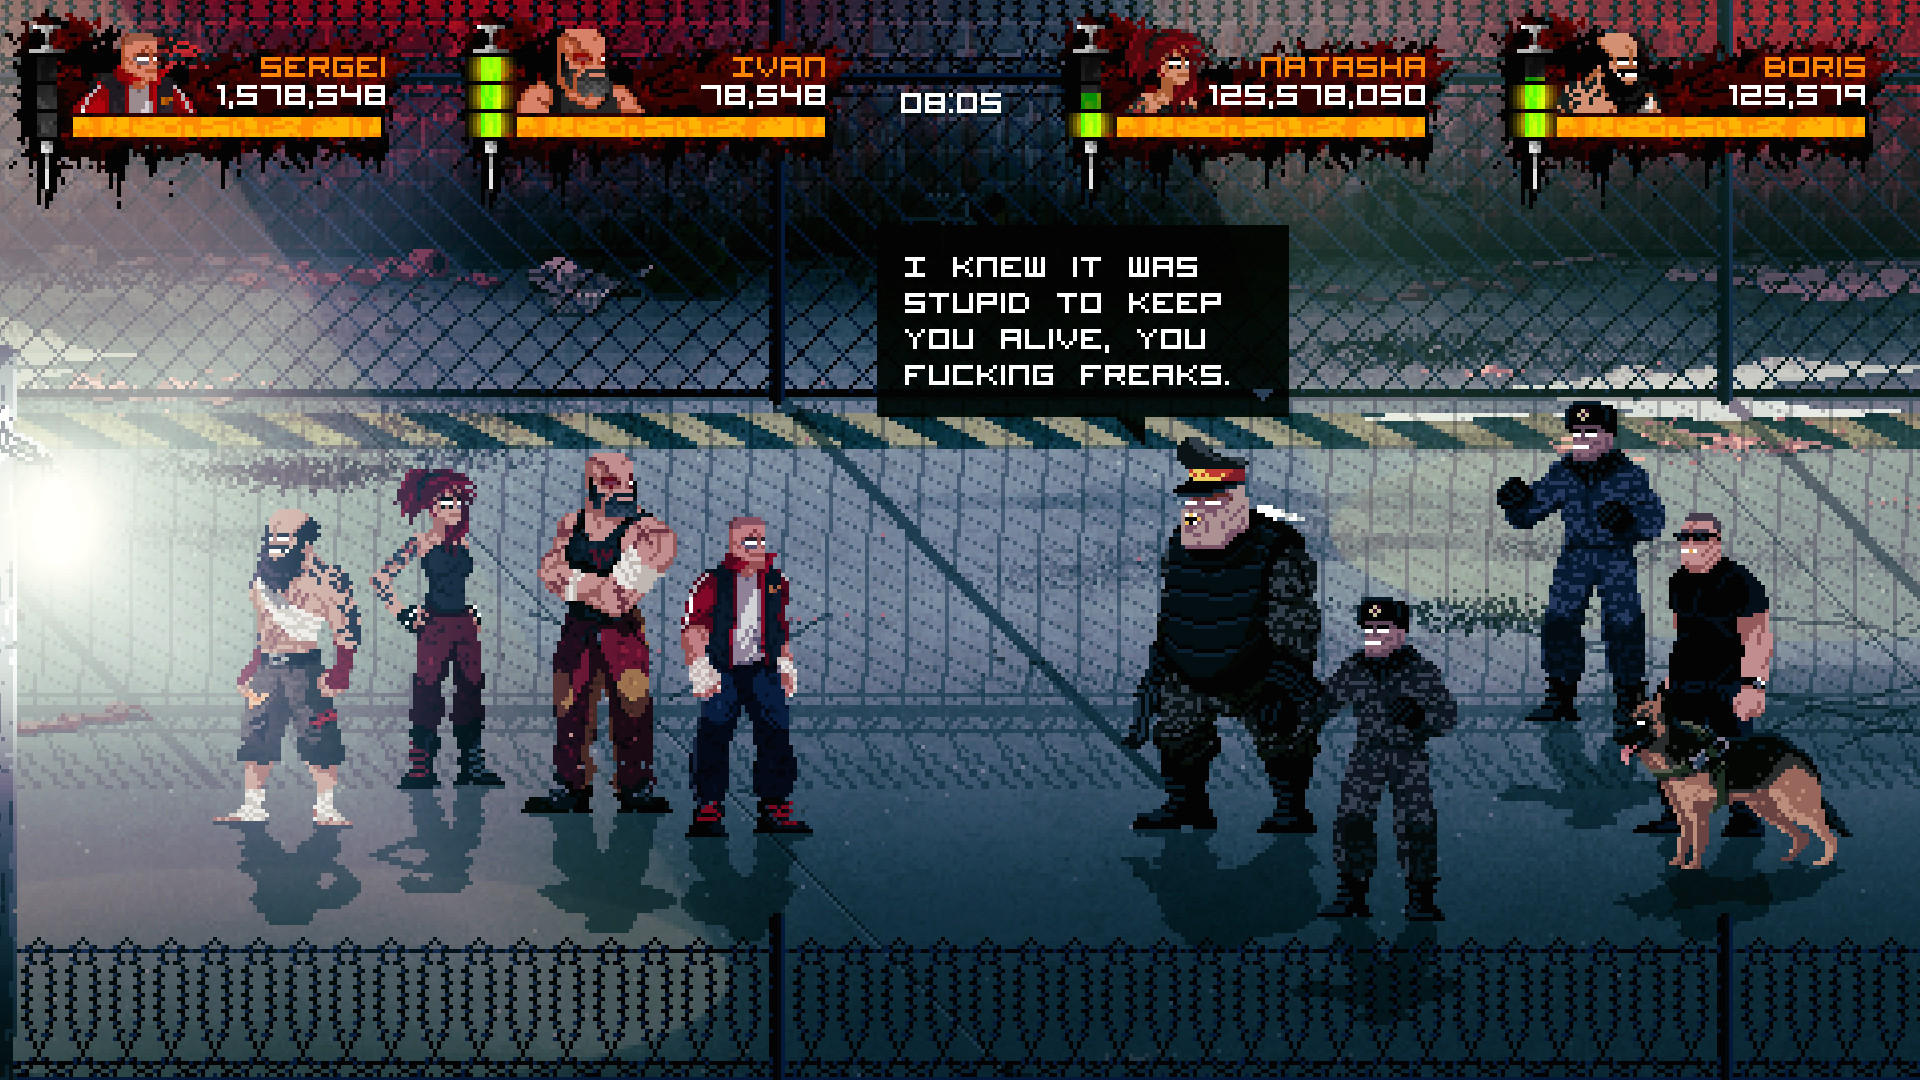 SERGEI
1,578,548
IVAN
78,548
08:05
NATASHA
125,578,050
BORIS
125,579
I KNEW IT WAS
STUPID TO KEEP
YOU ALIVE, YOU
FUCKING FREAKS.